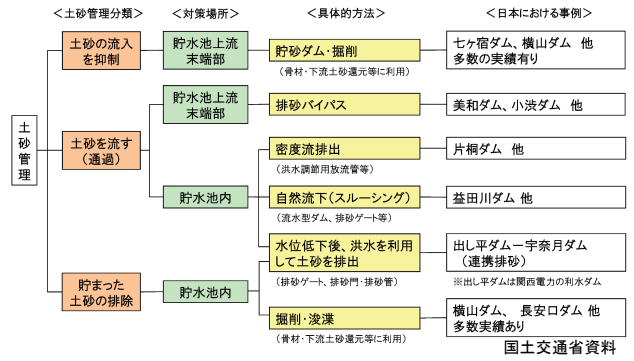 ＜土砂管理分類＞ ＜対策場所＞ ＜具体的方法＞ ＜日本における事例＞
土砂管理
土砂の流入
を抑制
貯水池上流
末端部
貯砂ダム・掘削
（骨材・下流土砂還元等に利用）
七ヶ宿ダム、横山ダム 他
多数の実績有り
土砂を流す
（通過）
貯水池上流
末端部
排砂バイパス
美和ダム、小渋ダム 他
貯水池内
密度流排出
（洪水調節用放流管等）
片桐ダム 他
自然流下（スルーシング）
（流水型ダム、排砂ゲート等）
益田川ダム 他
水位低下後、洪水を利用
して土砂を排出
（排砂ゲート、排砂門・排砂管）
出し平ダムー宇奈月ダム
（連携排砂）
※出し平ダムは関西電力の利水ダム
貯まった
土砂の排除
貯水池内
掘削・浚渫
（骨材・下流土砂還元等に利用）
横山ダム、 長安口ダム 他
多数実績あり
国土交通省資料